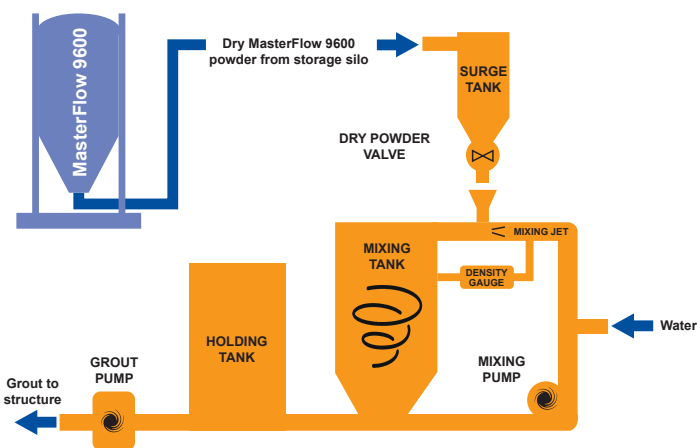 MasterFlow 9600
Dry MasterFlow 9600
powder from storage silo
SURGE
TANK
DRY POWDER
VALVE
MIXING JET
MIXING
TANK
DENSITY
GAUGE
Water
HOLDING
TANK
MIXING
PUMP
GROUT
PUMP
Grout to
structure